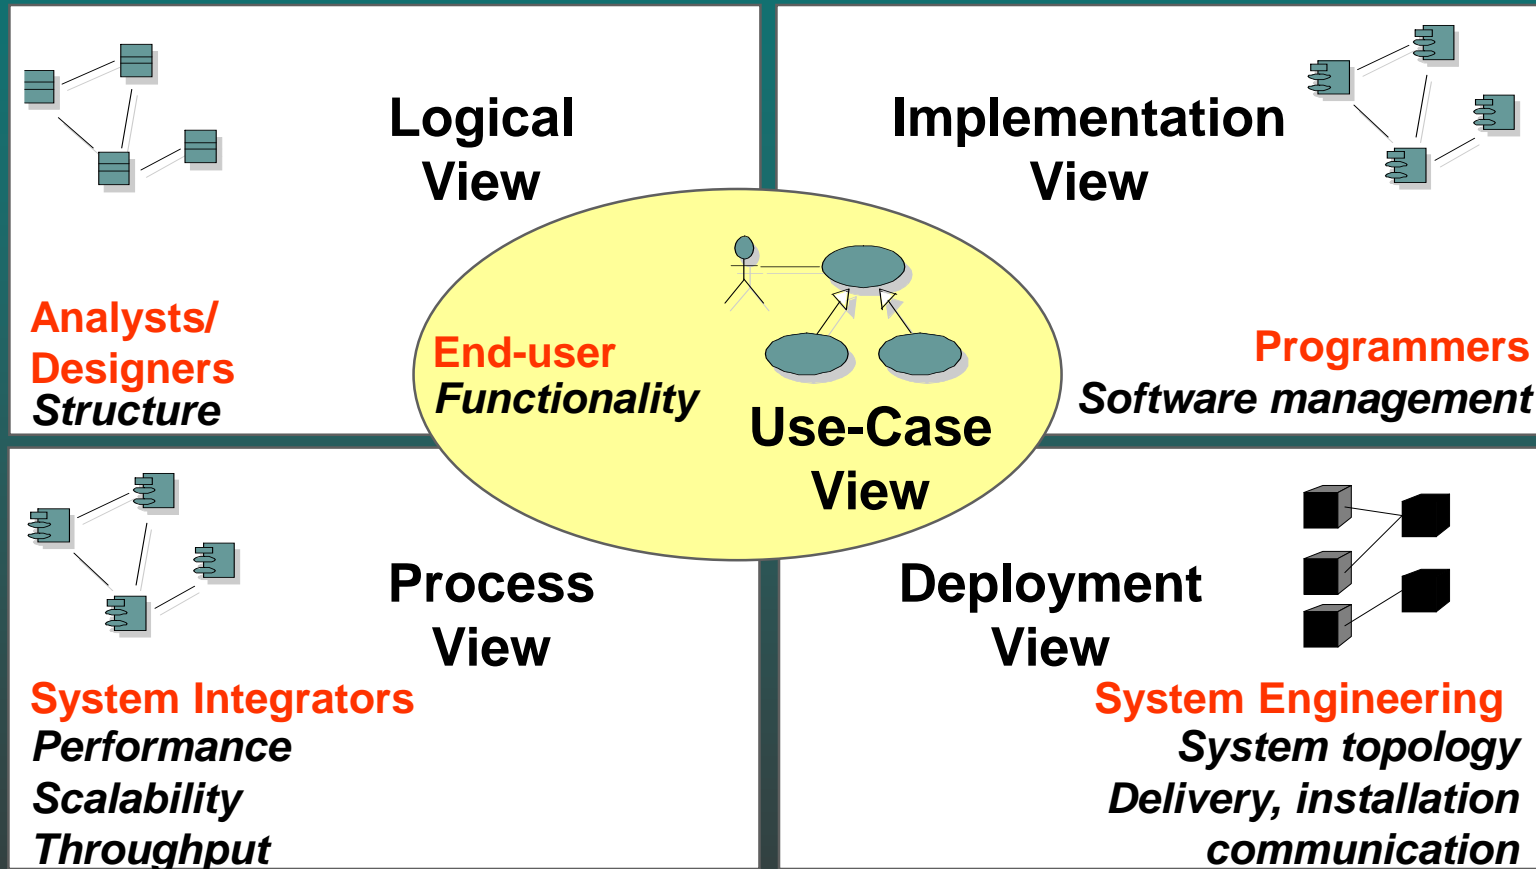 Logical
View
Analysts/
Designers
Structure
Implementation
View
Programmers
Software management
End-user
Functionality
Use-Case
View
Process
View
System Integrators
Performance
Scalability
Throughput
Deployment
View
System Engineering
System topology
Delivery, installation
communication